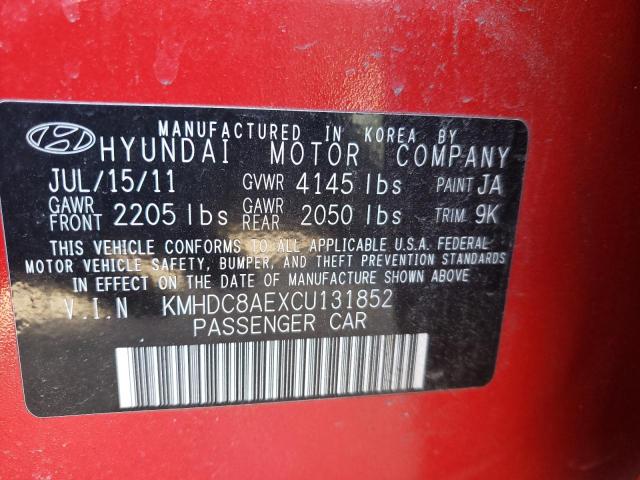 MANUFACTURED IN KOREA BY
HYUNDAI MOTOR COMPANY
JUL/15/11 GVWR 4145 lbs PAINT JA
GAWR FRONT 2205 lbs GAWR REAR 2050 lbs TRIM 9K
THIS VEHICLE CONFORMS TO ALL APPLICABLE U.S.A. FEDERAL
MOTOR VEHICLE SAFETY, BUMPER, AND THEFT PREVENTION STANDARDS
IN EFFECT ON THE DATE OF MANUFACTURE SHOWN ABOVE.
V.I.N KMHDC8AEXCU131852
PASSENGER CAR